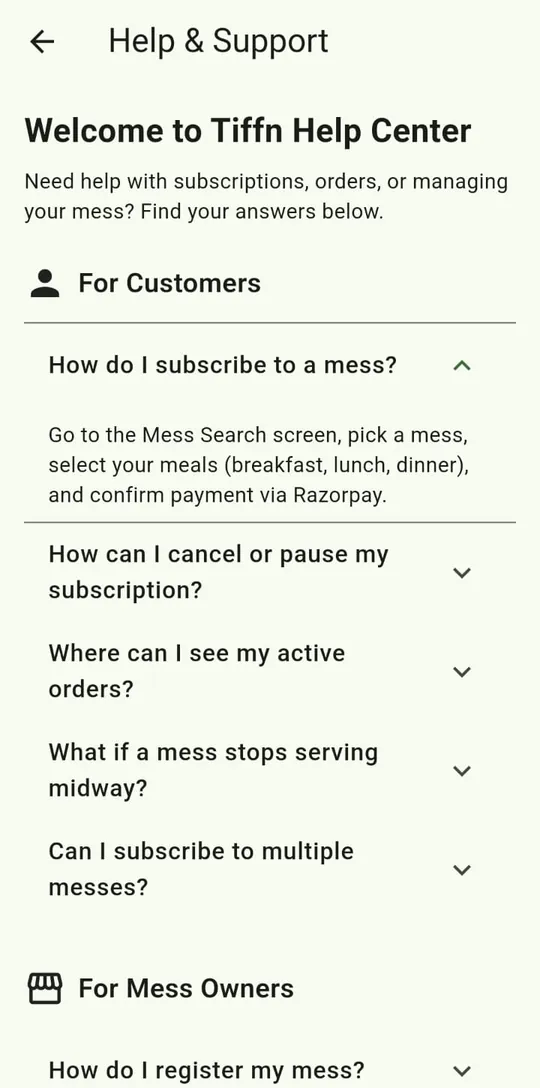 Help & Support
Welcome to Tiffn Help Center
Need help with subscriptions, orders, or managing
your mess? Find your answers below.
For Customers
How do I subscribe to a mess?
Go to the Mess Search screen, pick a mess,
select your meals (breakfast, lunch, dinner),
and confirm payment via Razorpay.
How can I cancel or pause my
subscription?
Where can I see my active
orders?
What if a mess stops serving
midway?
Can I subscribe to multiple
messes?
For Mess Owners
How do I register my mess?